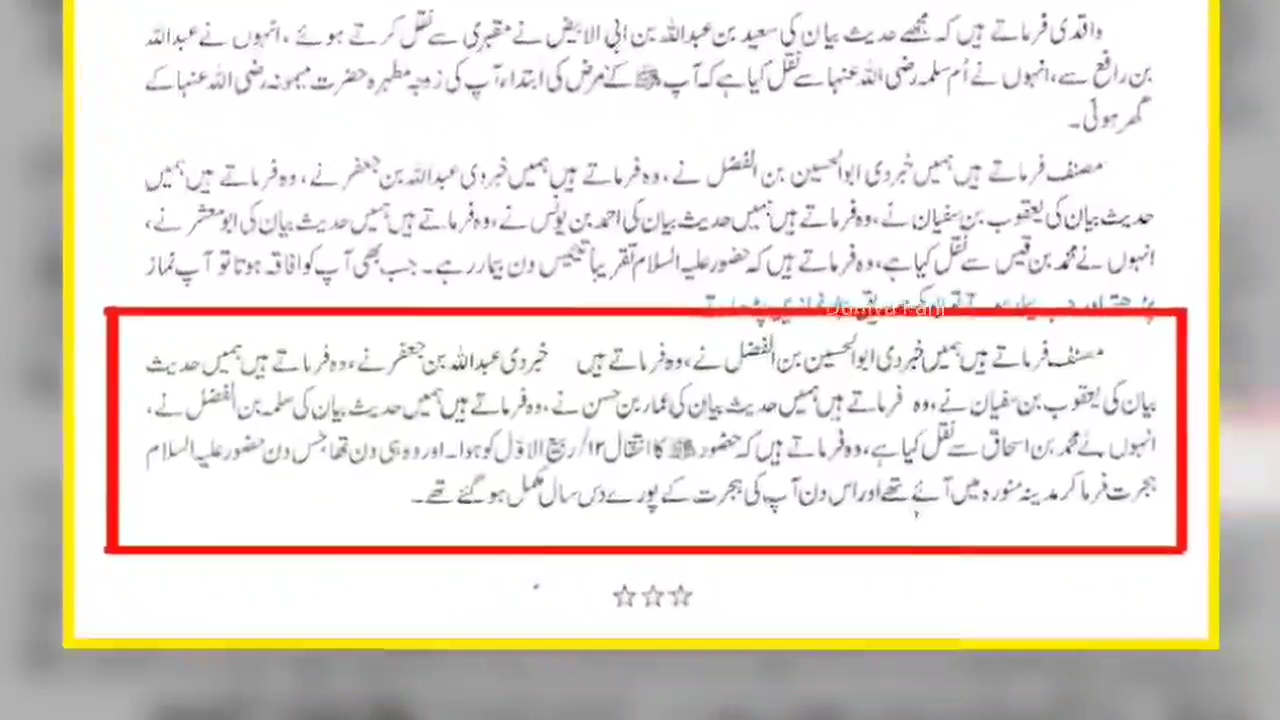 واقدی فرماتے ہیں کہ مجھے حدیث بیان کی سعید بن عبداللہ بن ابی الابیض نے مقبری سے نقل کرتے ہوئے ، انہوں نے عبداللہ
بن رافع سے، انہوں نے اُم سلمہ رضی اللہ عنہا سے نقل کیا ہے کہ آپ ﷺ کے مرض کی ابتداء، آپ کی زوجہ مطہرہ حضرت میمونہ رضی اللہ عنہا کے
گھر ہوئی۔
مصنف فرماتے ہیں ہمیں خبر دی ابوالحسین بن الفضل نے ، وہ فرماتے ہیں ہمیں خبر دی عبداللہ بن جعفر نے ، وہ فرماتے ہیں ہمیں
حدیث بیان کی یعقوب بن سفیان نے، وہ فرماتے ہیں ہمیں حدیث بیان کی احمد بن یونس نے، وہ فرماتے ہیں ہمیں حدیث بیان کی ابو معشر نے ،
انہوں نے محمد بن قیس سے نقل کیا ہے، وہ فرماتے ہیں کہ حضور علیہ السلام تقریباً تیئیس دن بیمار رہے۔ جب بھی آپ کو افاقہ ہوتا تو آپ نماز
Duniya Fani
مصنف فرماتے ہیں ہمیں خبر دی ابوالحسین بن الفضل نے، وہ فرماتے ہیں خبر دی عبداللہ بن جعفر نے، وہ فرماتے ہیں ہمیں حدیث
بیان کی یعقوب بن سفیان نے، وہ فرماتے ہیں ہمیں حدیث بیان کی عمار بن حسن نے، وہ فرماتے ہیں ہمیں حدیث بیان کی سلمہ بن الفضل نے ،
انہوں نے محمد بن اسحاق سے نقل کیا ہے، وہ فرماتے ہیں کہ حضور ﷺ کا انتقال ۱۲/ ربیع الاوّل کو ہوا۔ اور وہ ہی دن تھا جس دن حضور علیہ السلام
ہجرت فرما کر مدینہ منورہ میں آئے تھے اور اس دن آپ کی ہجرت کے پورے دس سال مکمل ہو گئے تھے۔